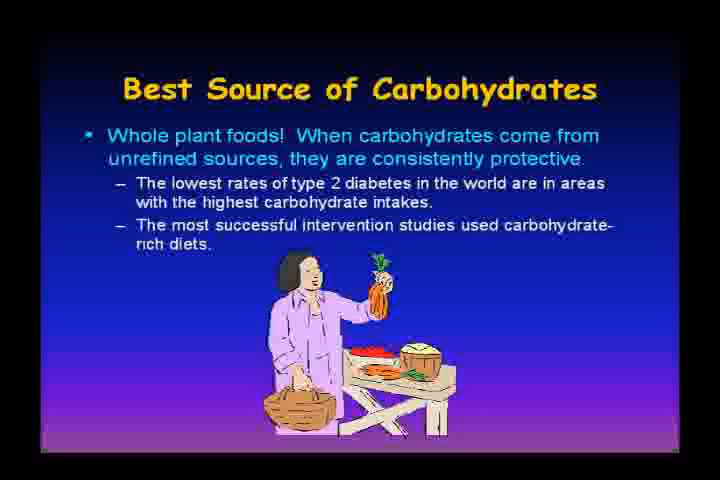 Best Source of Carbohydrates
• Whole plant foods! When carbohydrates come from
unrefined sources, they are consistently protective.
– The lowest rates of type 2 diabetes in the world are in areas
with the highest carbohydrate intakes.
– The most successful intervention studies used carbohydrate-
rich diets.